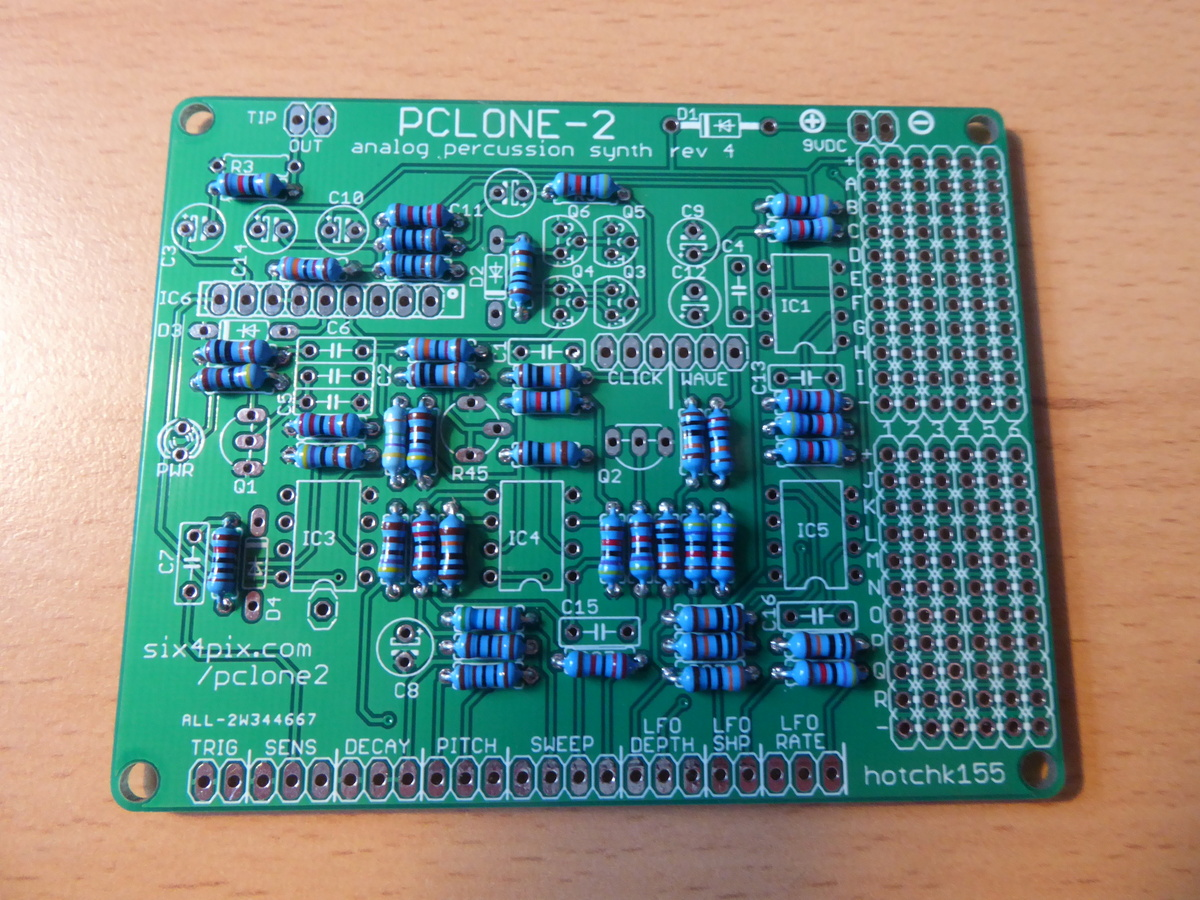 TIP
OUT
PCLONE-2
analog percussion synth rev 4
D1
9VDC
R3
C3
C14
C10
C11
Q6
Q5
C9
C4
D2
Q4
Q3
C12
IC1
IC6
D3
C6
C2
C1
C5
CLICK
WAVE
C13
PWR
Q1
R45
Q2
IC3
IC4
IC5
C7
D4
C15
C8
six4pix.com
/pclone2
ALL-2W344667
TRIG
SENS
DECAY
PITCH
SWEEP
LFO DEPTH
LFO SHP
LFO RATE
hotchk155
+
A
B
D
E
F
G
H
I
-
1 2 3 4 5 6
+
J
K
L
M
N
O
P
Q
R
-